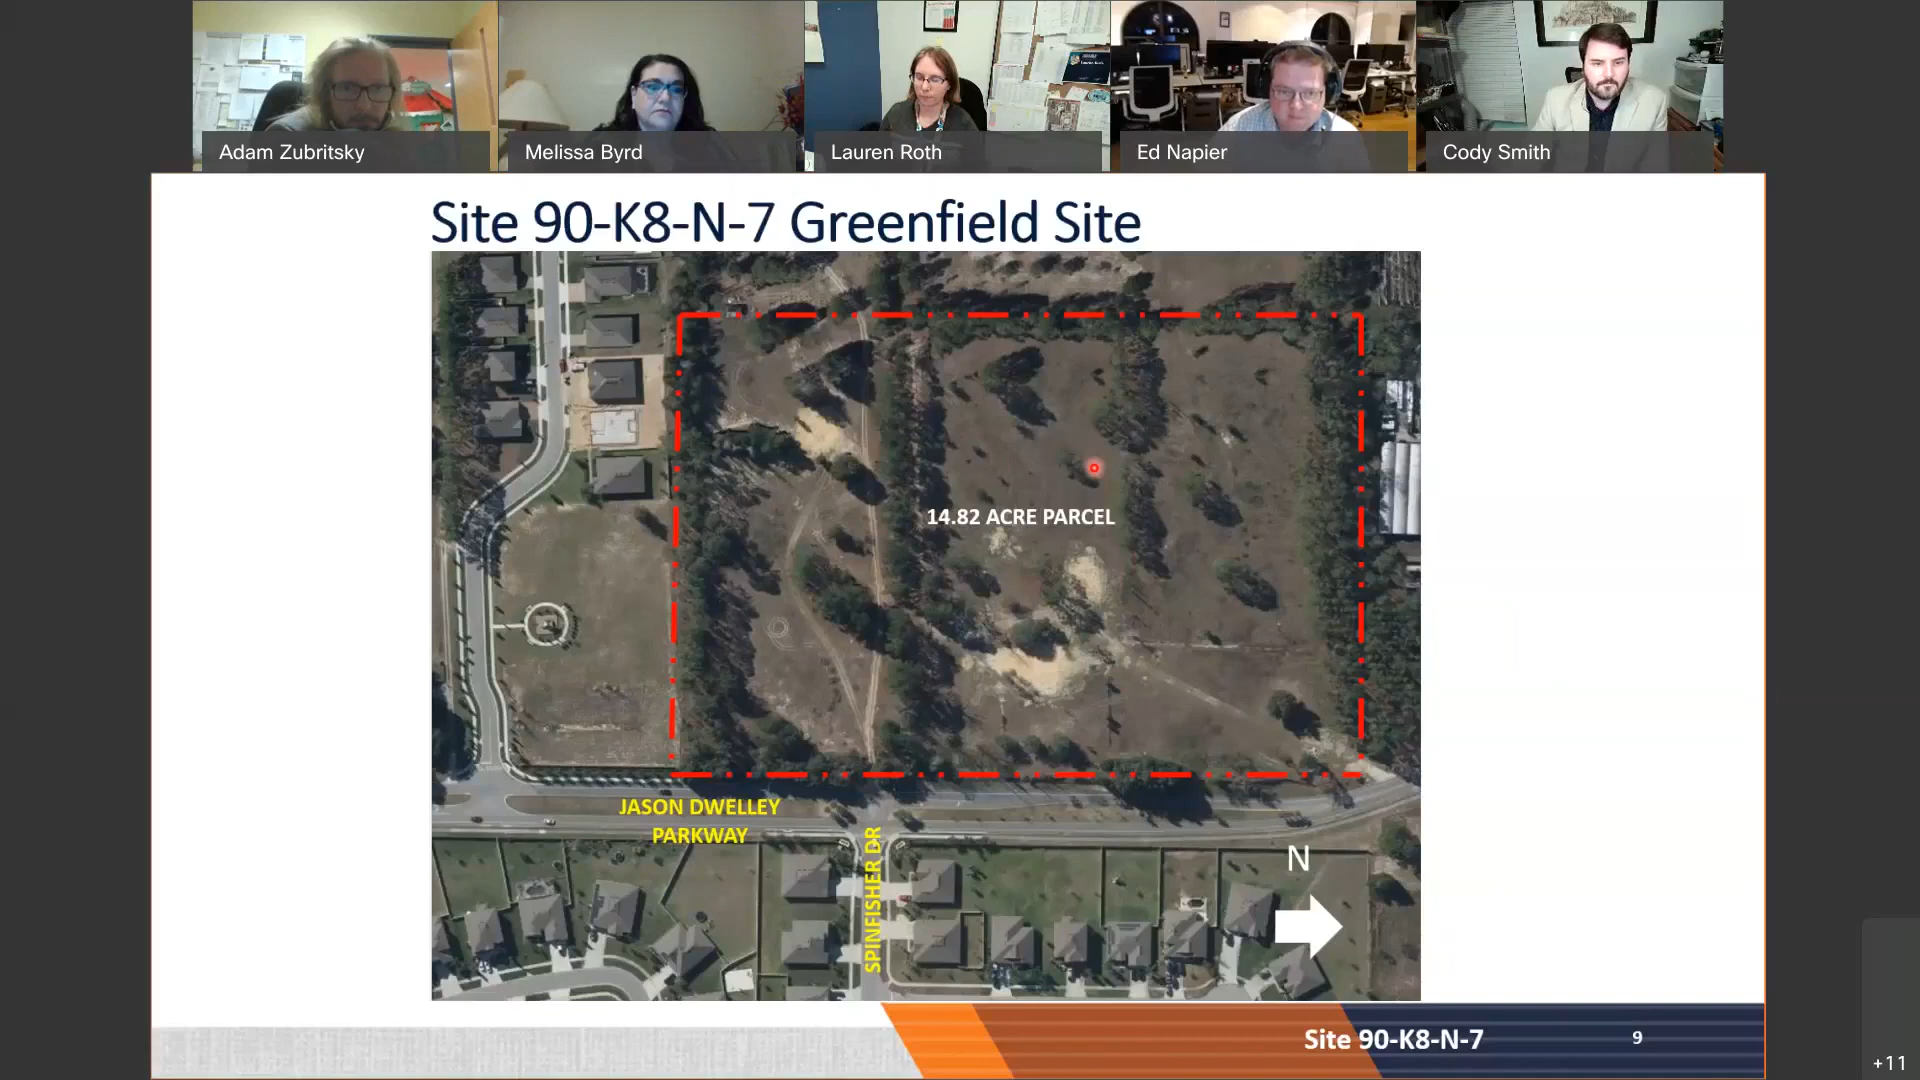 Adam Zubritsky
Melissa Byrd
Lauren Roth
Ed Napier
Cody Smith
Site 90-K8-N-7 Greenfield Site
14.82 ACRE PARCEL
JASON DWELLEY
PARKWAY
SPINFISHER DR
N
Site 90-K8-N-7
9
+11